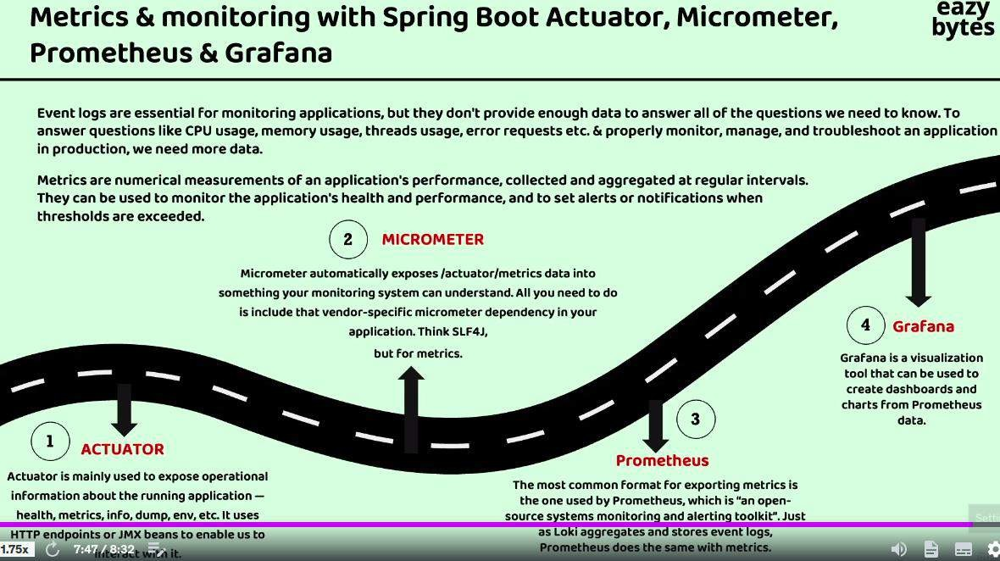 Metrics & monitoring with Spring Boot Actuator, Micrometer,
Prometheus & Grafana
eazy
bytes
Event logs are essential for monitoring applications, but they don't provide enough data to answer all of the questions we need to know. To
answer questions like CPU usage, memory usage, threads usage, error requests etc. & properly monitor, manage, and troubleshoot an application
in production, we need more data.
Metrics are numerical measurements of an application's performance, collected and aggregated at regular intervals.
They can be used to monitor the application's health and performance, and to set alerts or notifications when
thresholds are exceeded.
2
MICROMETER
Micrometer automatically exposes /actuator/metrics data into
something your monitoring system can understand. All you need to do
is include that vendor-specific micrometer dependency in your
application. Think SLF4J,
but for metrics.
4
Grafana
Grafana is a visualization
tool that can be used to
create dashboards and
charts from Prometheus
data.
1
ACTUATOR
Actuator is mainly used to expose operational
information about the running application —
health, metrics, info, dump, env, etc. It uses
HTTP endpoints or JMX beans to enable us to
interact with it.
3
Prometheus
The most common format for exporting metrics is
the one used by Prometheus, which is “an open-
source systems monitoring and alerting toolkit”. Just
as Loki aggregates and stores event logs,
Prometheus does the same with metrics.
Setti
1.75x
7:47 / 8:32